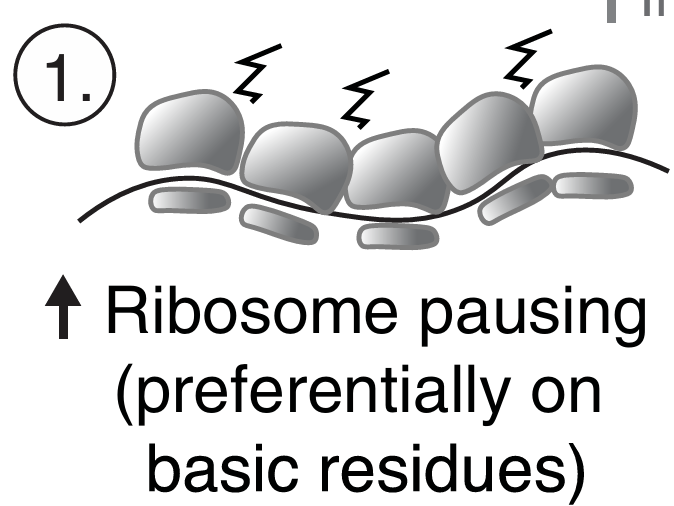 1.
↑ Ribosome pausing
(preferentially on
basic residues)